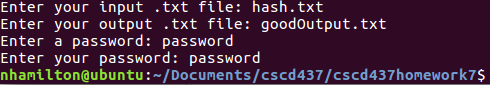 Enter your input .txt file: hash.txt
Enter your output .txt file: goodOutput.txt
Enter a password: password
Enter your password: password
nhamilton@ubuntu:~/Documents/cscd437/cscd437homework7$